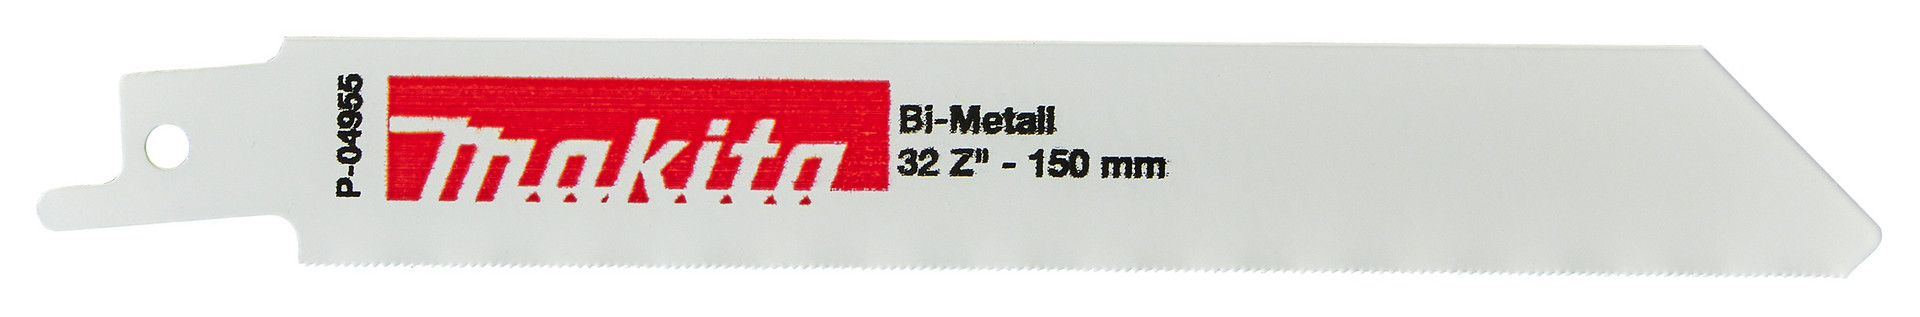 P-04955
makita
Bi-Metall
32 Z" - 150 mm